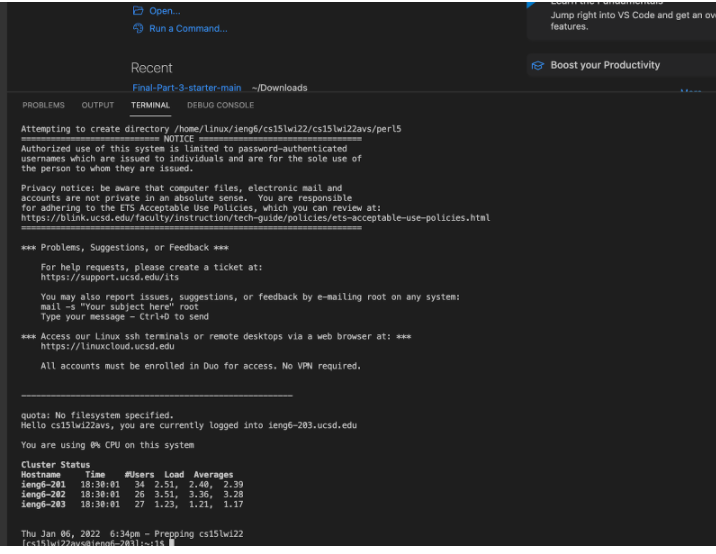 Open...
Run a Command...
Learn the Fundamentals
Jump right into VS Code and get an ov
features.
Boost your Productivity
Recent
Final-Part-3-starter-main ~/Downloads
PROBLEMS OUTPUT TERMINAL DEBUG CONSOLE
Attempting to create directory /home/linux/ieng6/cs15lwi22/cs15lwi22avs/perl5
============================ NOTICE =================================
Authorized use of this system is limited to password-authenticated
usernames which are issued to individuals and are for the sole use of
the person to whom they are issued.
Privacy notice: be aware that computer files, electronic mail and
accounts are not private in an absolute sense. You are responsible
for adhering to the ETS Acceptable Use Policies, which you can review at:
https://blink.ucsd.edu/faculty/instruction/tech-guide/policies/ets-acceptable-use-policies.html
=====================================================================
*** Problems, Suggestions, or Feedback ***
For help requests, please create a ticket at:
https://support.ucsd.edu/its
You may also report issues, suggestions, or feedback by e-mailing root on any system:
mail -s "Your subject here" root
Type your message - Ctrl+D to send
*** Access our Linux ssh terminals or remote desktops via a web browser at: ***
https://linuxcloud.ucsd.edu
All accounts must be enrolled in Duo for access. No VPN required.
quota: No filesystem specified.
Hello cs15lwi22avs, you are currently logged into ieng6-203.ucsd.edu
You are using 0% CPU on this system
Cluster Status
Hostname Time #Users Load Averages
ieng6-201 18:30:01 34 2.51, 2.40, 2.39
ieng6-202 18:30:01 26 3.51, 3.36, 3.28
ieng6-203 18:30:01 27 1.23, 1.21, 1.17
Thu Jan 06, 2022 6:34pm - Prepping cs15lwi22
[cs15lwi22avs@ieng6-203]:~:1$